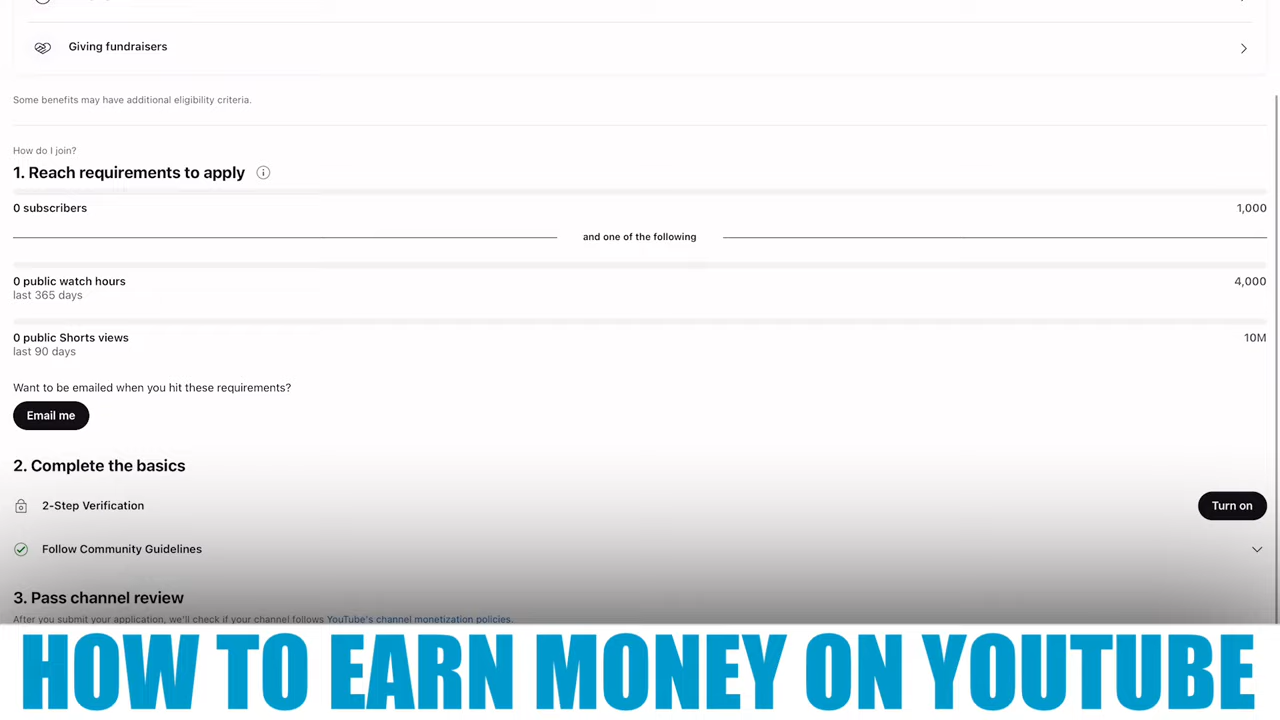 Giving fundraisers
Some benefits may have additional eligibility criteria.
How do I join?
1. Reach requirements to apply
0 subscribers 1,000
and one of the following
0 public watch hours 4,000
last 365 days
0 public Shorts views 10M
last 90 days
Want to be emailed when you hit these requirements?
Email me
2. Complete the basics
2-Step Verification Turn on
Follow Community Guidelines
3. Pass channel review
After you submit your application, we'll check if your channel follows YouTube's channel monetization policies.
HOW TO EARN MONEY ON YOUTUBE